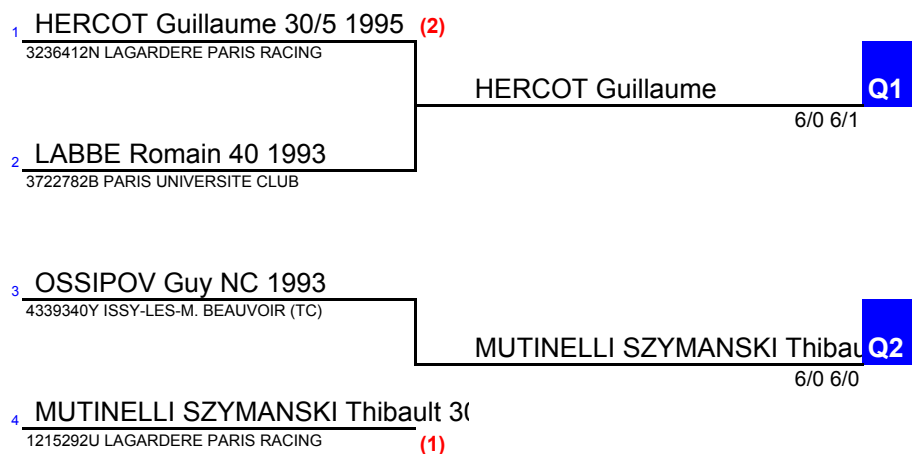 1 HERCOT Guillaume 30/5 1995 (2)
3236412N LAGARDERE PARIS RACING
HERCOT Guillaume Q1
6/0 6/1
2 LABBE Romain 40 1993
3722782B PARIS UNIVERSITE CLUB
3 OSSIPOV Guy NC 1993
4339340Y ISSY-LES-M. BEAUVOIR (TC)
MUTINELLI SZYMANSKI Thibau Q2
6/0 6/0
4 MUTINELLI SZYMANSKI Thibault 30
1215292U LAGARDERE PARIS RACING (1)